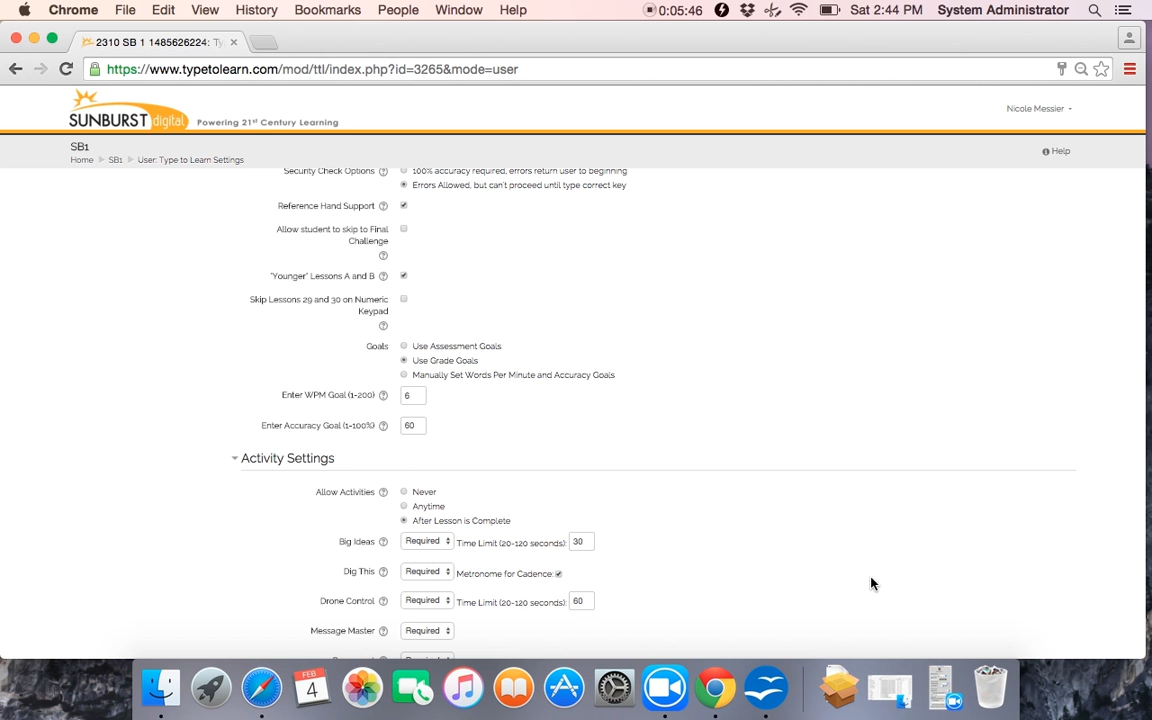 Chrome File Edit View History Bookmarks People Window Help 0:05:46 Sat 2:44 PM System Administrator
2310 SB 1 1485626224: Ty
https://www.typetolearn.com/mod/ttl/index.php?id=3265&mode=user
SUNBURST digital Powering 21st Century Learning
Nicole Messier
SB1
Home SB1 User: Type to Learn Settings
Help
Security Check Options 100% accuracy required, errors return user to beginning
Errors Allowed, but can't proceed until type correct key
Reference Hand Support
Allow student to skip to Final
Challenge
"Younger" Lessons A and B
Skip Lessons 29 and 30 on Numeric
Keypad
Goals Use Assessment Goals
Use Grade Goals
Manually Set Words Per Minute and Accuracy Goals
Enter WPM Goal (1-200) 6
Enter Accuracy Goal (1-100%) 60
Activity Settings
Allow Activities Never
Anytime
After Lesson is Complete
Big Ideas Required Time Limit (20-120 seconds): 30
Dig This Required Metronome for Cadence:
Drone Control Required Time Limit (20-120 seconds): 60
Message Master Required
FEB
4